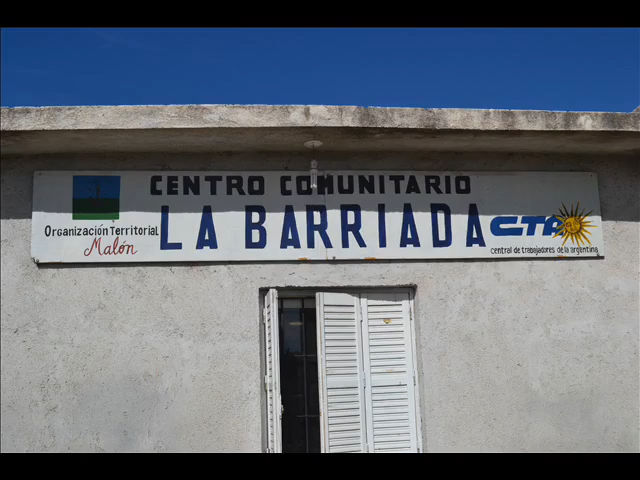 CENTRO COMUNITARIO
LA BARRIADA
Organización Territorial
Malón
CTA
central de trabajadores de la argentina